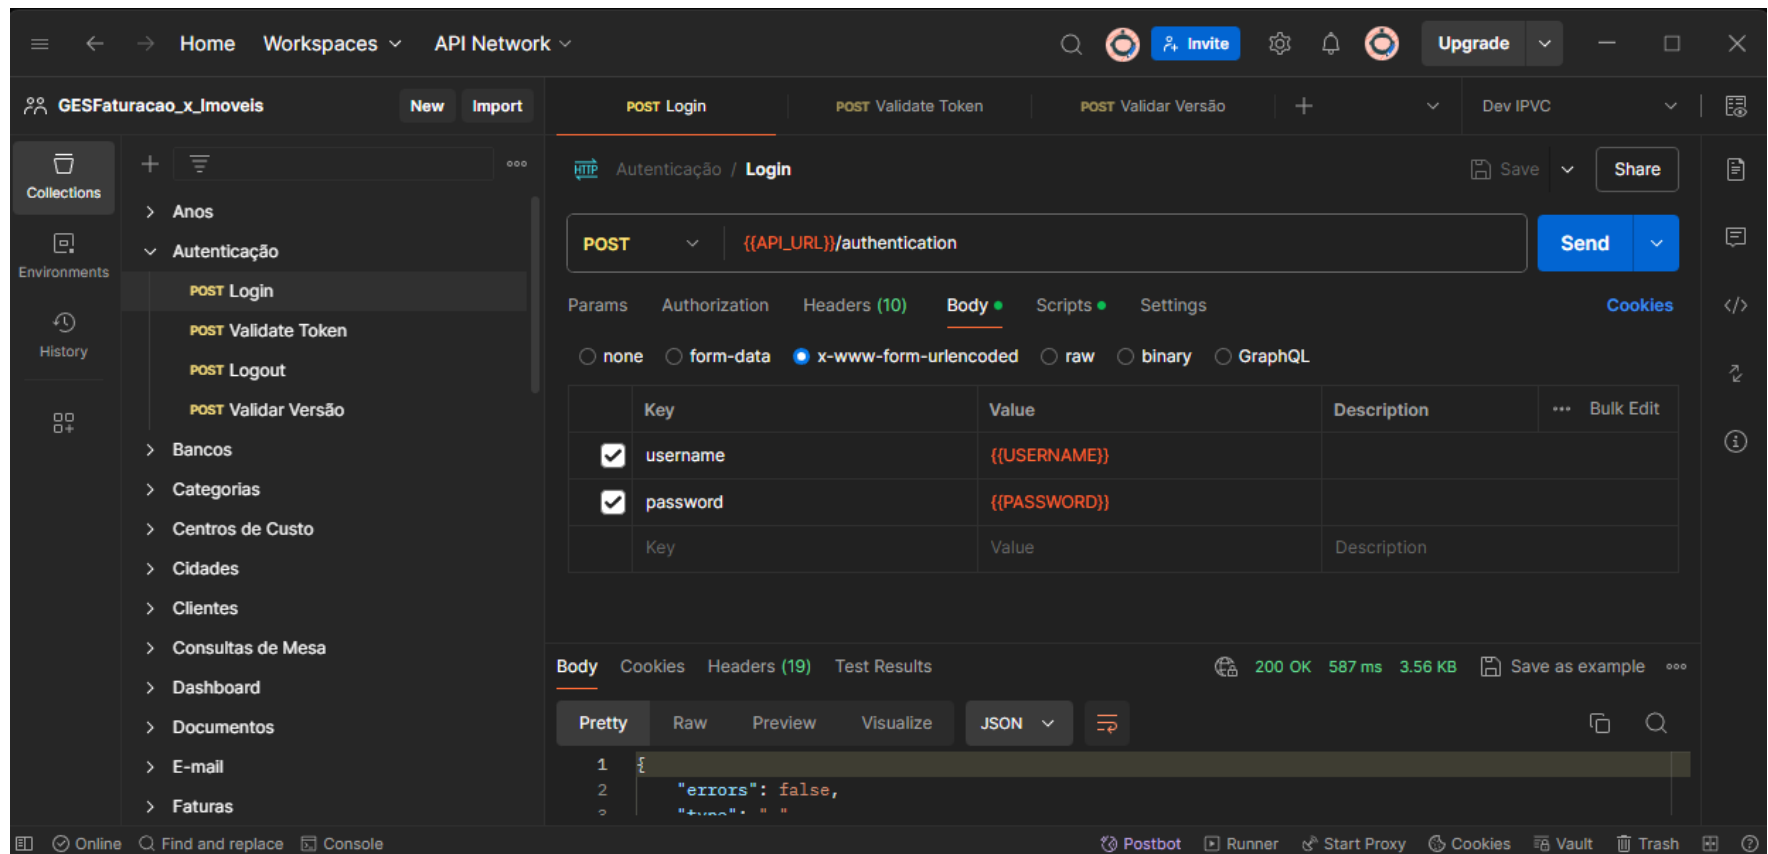 Home Workspaces API Network Invite Upgrade
GESFaturacao_x_Imoveis New Import
POST Login POST Validate Token POST Validar Versão Dev IPVC
Collections
Environments
History
Anos
Autenticação
POST Login
POST Validate Token
POST Logout
POST Validar Versão
Bancos
Categorias
Centros de Custo
Cidades
Clientes
Consultas de Mesa
Dashboard
Documentos
E-mail
Faturas
HTTP Autenticação / Login Save Share
POST {{API_URL}}/authentication Send
Params Authorization Headers (10) Body Scripts Settings Cookies
none form-data x-www-form-urlencoded raw binary GraphQL
Key Value Description Bulk Edit
username {{USERNAME}}
password {{PASSWORD}}
Key Value Description
Body Cookies Headers (19) Test Results 200 OK 587 ms 3.56 KB Save as example
Pretty Raw Preview Visualize JSON
1 {
2 "errors": false,
3 "type": " "
Online Find and replace Console Postbot Runner Start Proxy Cookies Vault Trash